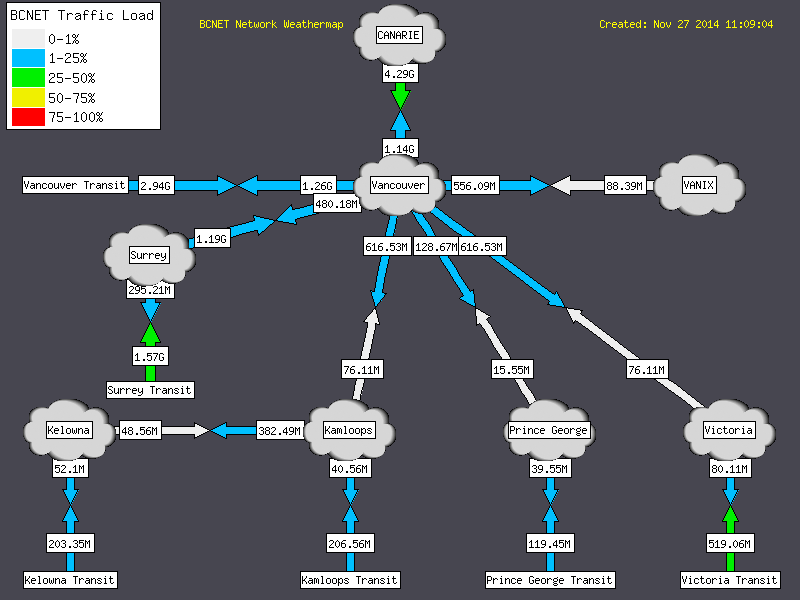 BCNET Traffic Load
0-1%
1-25%
25-50%
50-75%
75-100%
BCNET Network Weathermap
Created: Nov 27 2014 11:09:04
CANARIE
4.29G
1.14G
Vancouver Transit
2.94G
1.26G
Vancouver
556.09M
88.39M
VANIX
480.18M
1.19G
Surrey
616.53M
128.67M
616.53M
295.21M
1.57G
Surrey Transit
76.11M
15.55M
76.11M
Kelowna
48.56M
382.49M
Kamloops
Prince George
Victoria
52.1M
40.56M
39.55M
80.11M
203.35M
206.56M
119.45M
519.06M
Kelowna Transit
Kamloops Transit
Prince George Transit
Victoria Transit